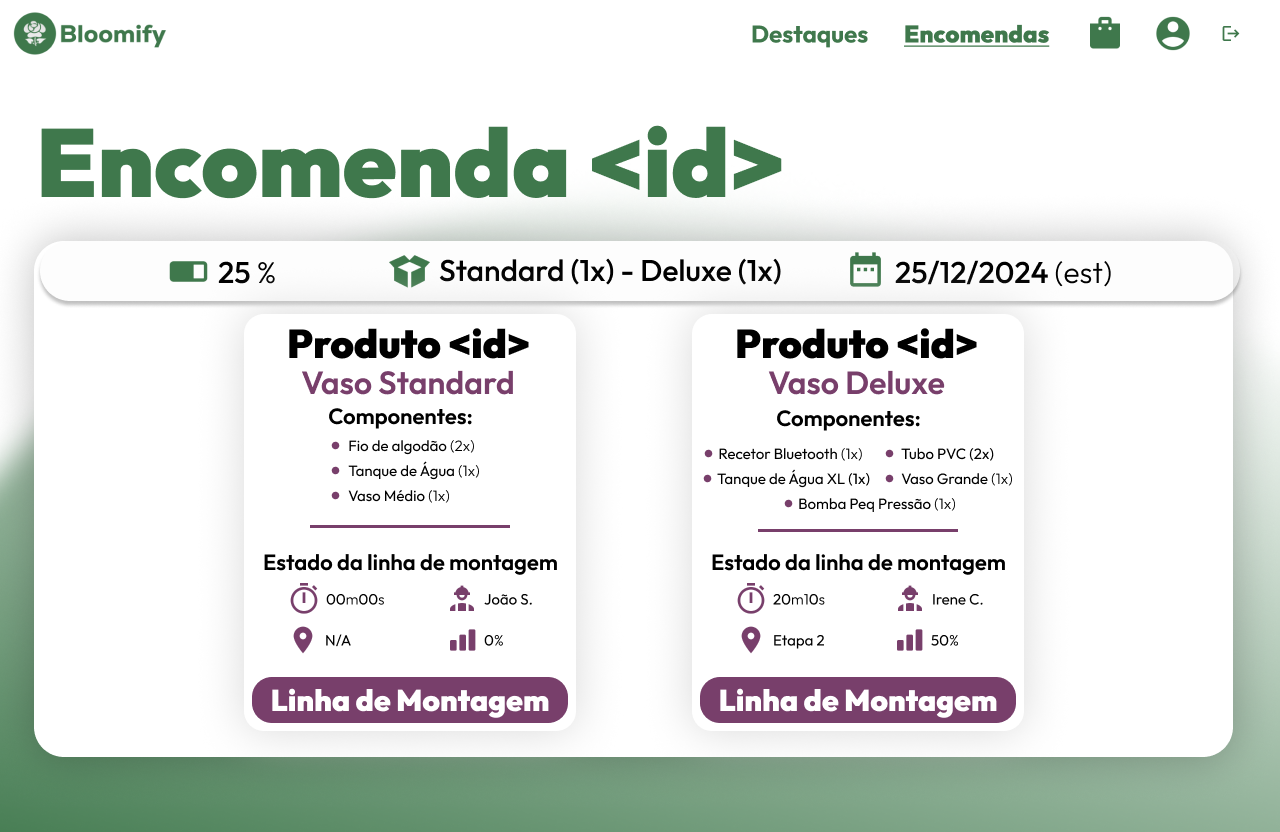 Bloomify
Destaques
Encomendas
Encomenda <id>
25 %
Standard (1x) - Deluxe (1x)
25/12/2024 (est)
Produto <id>
Vaso Standard
Componentes:
Fio de algodão (2x)
Tanque de Água (1x)
Vaso Médio (1x)
Estado da linha de montagem
00m00s
João S.
N/A
0%
Linha de Montagem
Produto <id>
Vaso Deluxe
Componentes:
Recetor Bluetooth (1x)
Tubo PVC (2x)
Tanque de Água XL (1x)
Vaso Grande (1x)
Bomba Peq Pressão (1x)
Estado da linha de montagem
20m10s
Irene C.
Etapa 2
50%
Linha de Montagem